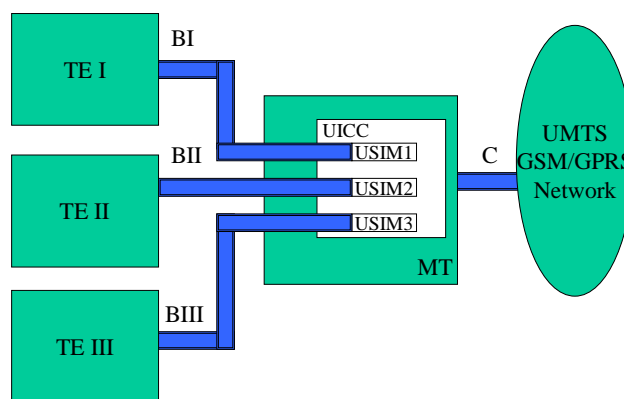 BI
TE I
UICC
USIM1
BII
USIM2
TE II
USIM3
MT
C
UMTS
GSM/GPRS
Network
BIII
TE III